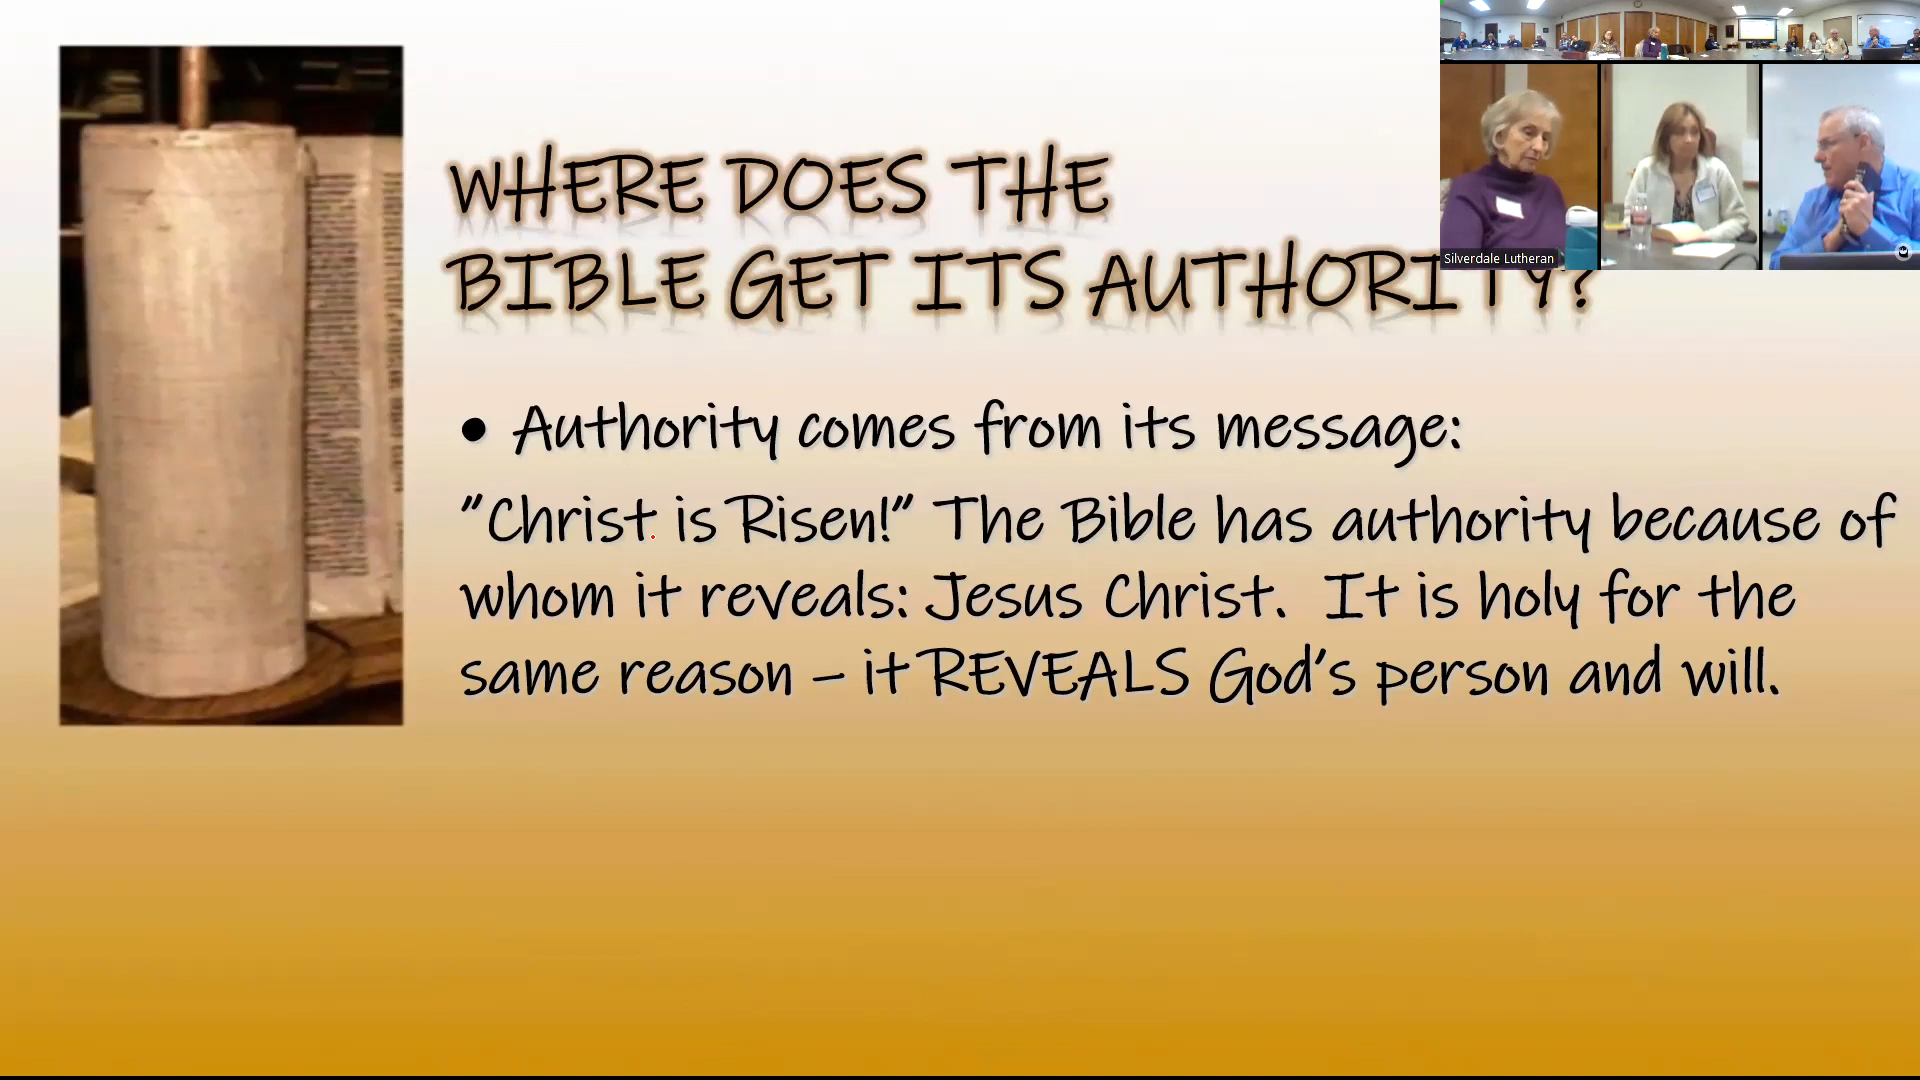 WHERE DOES THE
BIBLE GET ITS AUTHORITY?
• Authority comes from its message:
"Christ is Risen!" The Bible has authority because of
whom it reveals: Jesus Christ. It is holy for the
same reason – it REVEALS God's person and will.
Silverdale Lutheran